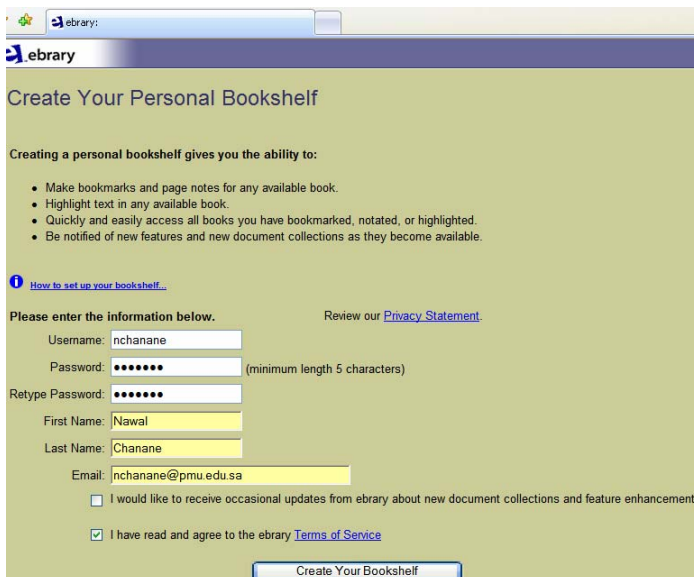 ebrary:
ebrary
Create Your Personal Bookshelf
Creating a personal bookshelf gives you the ability to:
• Make bookmarks and page notes for any available book.
• Highlight text in any available book.
• Quickly and easily access all books you have bookmarked, notated, or highlighted.
• Be notified of new features and new document collections as they become available.
How to set up your bookshelf...
Please enter the information below. Review our Privacy Statement.
Username: nchanane
Password: ••••••• (minimum length 5 characters)
Retype Password: •••••••
First Name: Nawal
Last Name: Chanane
Email: nchanane@pmu.edu.sa
I would like to receive occasional updates from ebrary about new document collections and feature enhancement
I have read and agree to the ebrary Terms of Service
Create Your Bookshelf